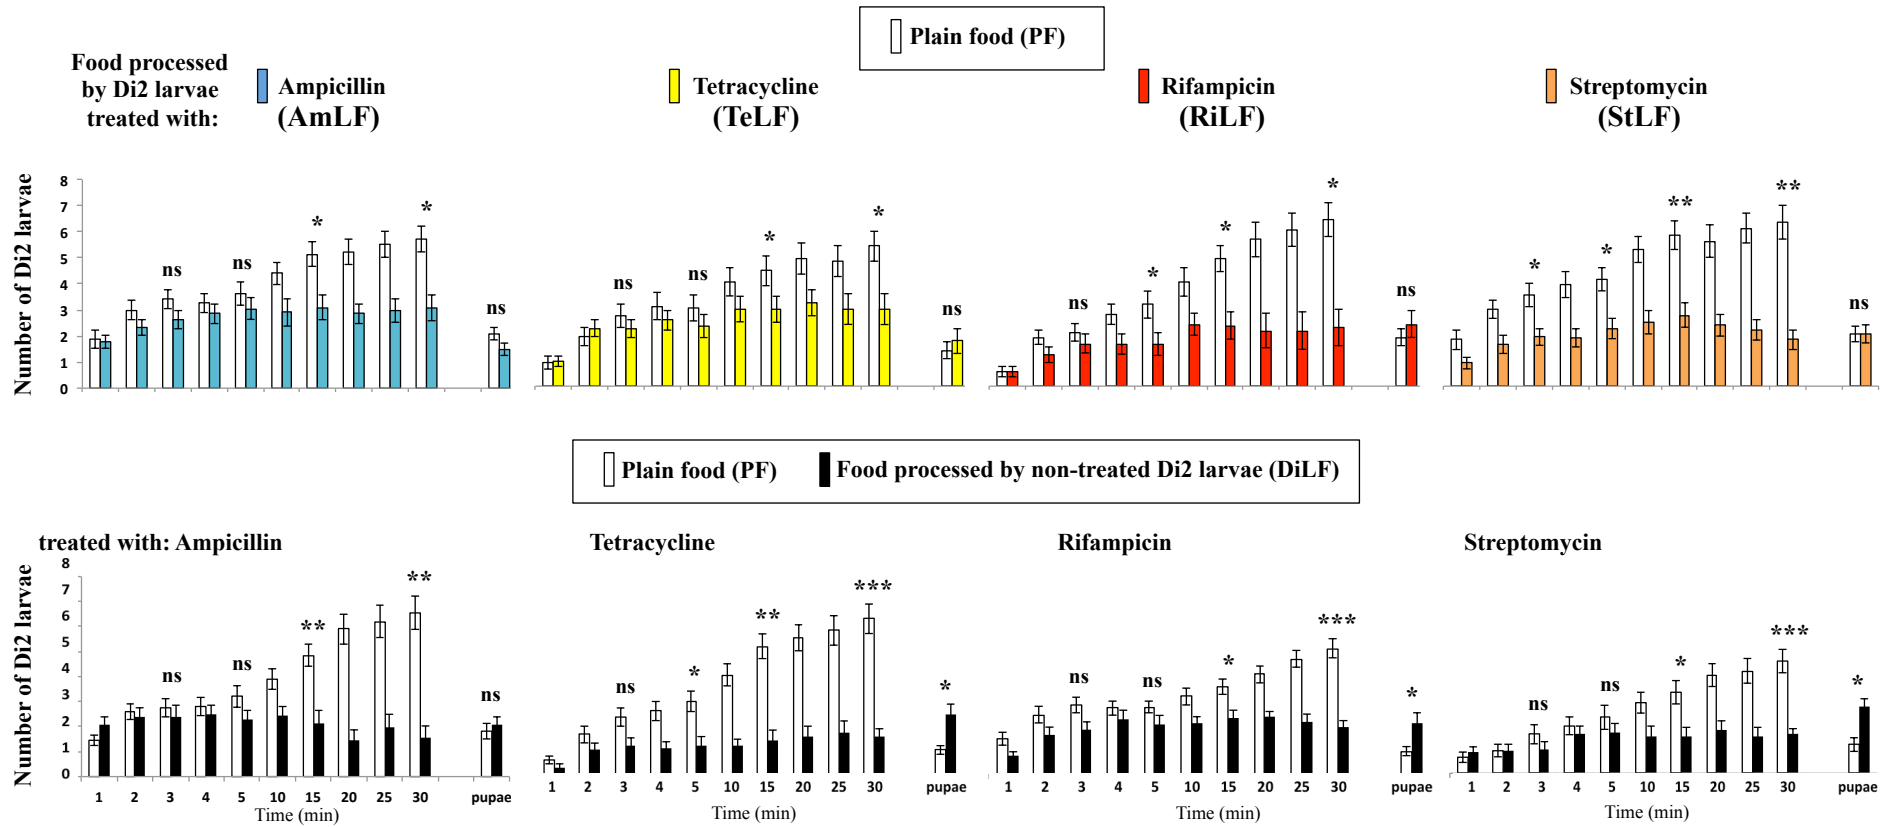 Plain food (PF)
Food processed
by Di2 larvae
treated with:
Ampicillin
(AmLF)
Tetracycline
(TeLF)
Rifampicin
(RiLF)
Streptomycin
(StLF)
Number of Di2 larvae
8
7
6
5
4
3
2
1
0
ns
ns
*
*
ns
ns
ns
*
*
ns
ns
*
*
*
ns
*
*
**
**
ns
Plain food (PF)
Food processed by non-treated Di2 larvae (DiLF)
treated with: Ampicillin
Tetracycline
Rifampicin
Streptomycin
Number of Di2 larvae
8
7
6
5
4
3
2
1
0
ns
ns
**
**
ns
ns
*
**
***
*
ns
ns
*
***
*
ns
ns
*
***
*
1 2 3 4 5 10 15 20 25 30 pupae
1 2 3 4 5 10 15 20 25 30 pupae
1 2 3 4 5 10 15 20 25 30 pupae
1 2 3 4 5 10 15 20 25 30 pupae
Time (min)
Time (min)
Time (min)
Time (min)